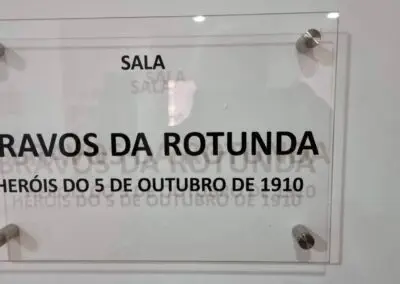 SALA
RAVOS DA ROTUNDA
HERÓIS DO 5 DE OUTUBRO DE 1910